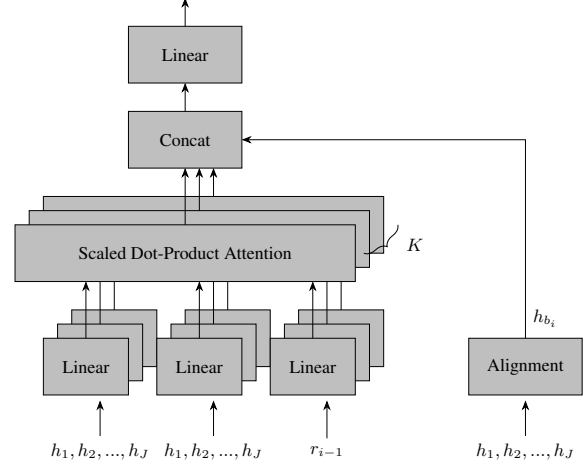 Linear
Concat
Scaled Dot-Product Attention
K
h_{b_i}
Linear Linear Linear Alignment
h_1, h_2, ..., h_J h_1, h_2, ..., h_J r_{i-1} h_1, h_2, ..., h_J